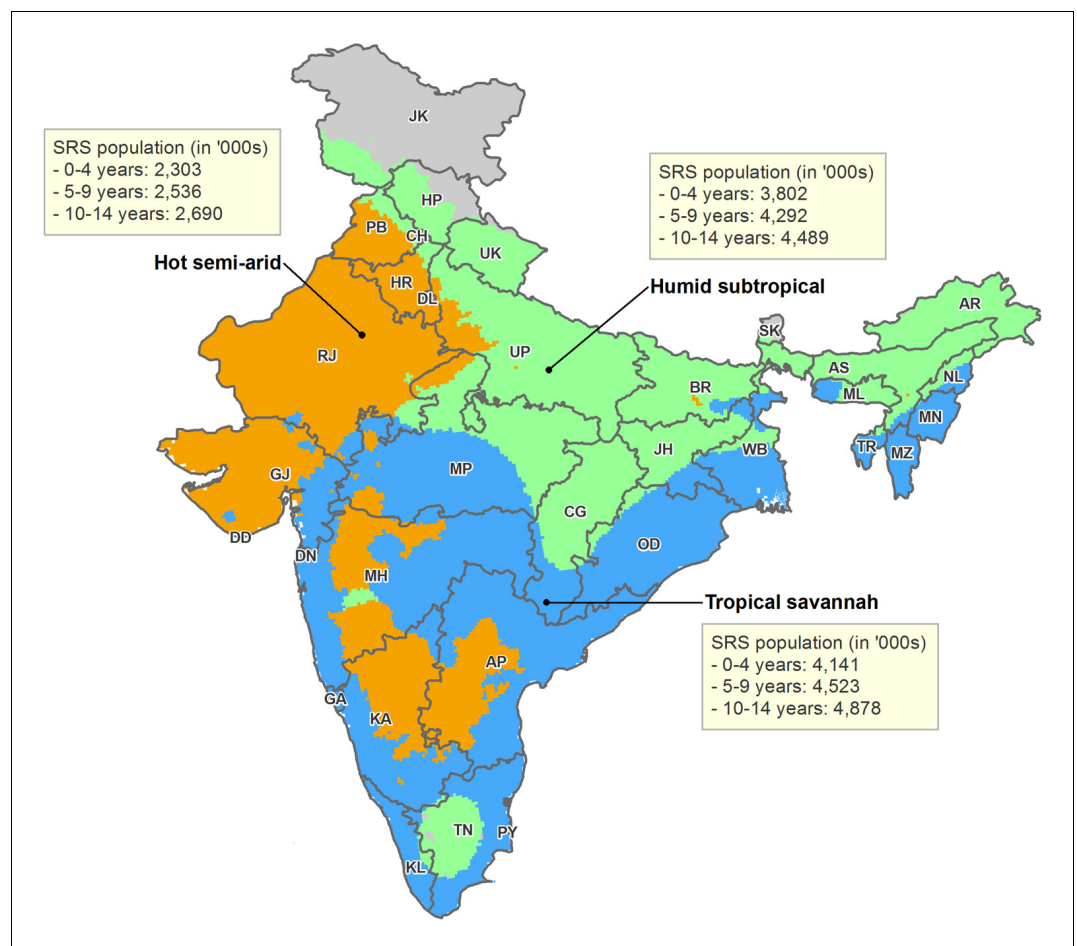 JK
SRS population (in '000s)
- 0-4 years: 2,303
- 5-9 years: 2,536
- 10-14 years: 2,690
SRS population (in '000s)
- 0-4 years: 3,802
- 5-9 years: 4,292
- 10-14 years: 4,489
HP
PB
CH
UK
Hot semi-arid
HR
DL
Humid subtropical
AR
SK
RJ
UP
AS
NL
BR
ML
MN
TR
MZ
GJ
MP
JH
WB
CG
DD
DN
OD
MH
Tropical savannah
SRS population (in '000s)
- 0-4 years: 4,141
- 5-9 years: 4,523
- 10-14 years: 4,878
AP
GA
KA
TN
PY
KL